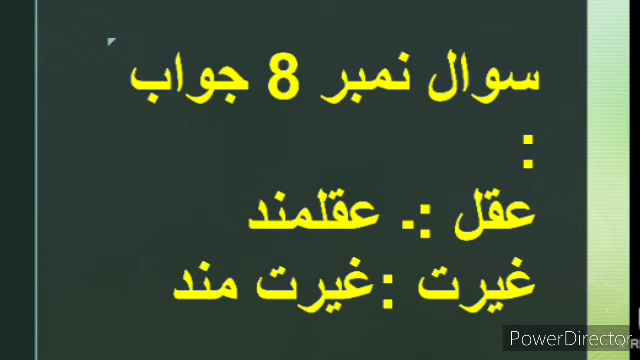 سوال نمبر 8 جواب
:
عقل :. عقلمند
غیرت :غیرت مند
PowerDirector